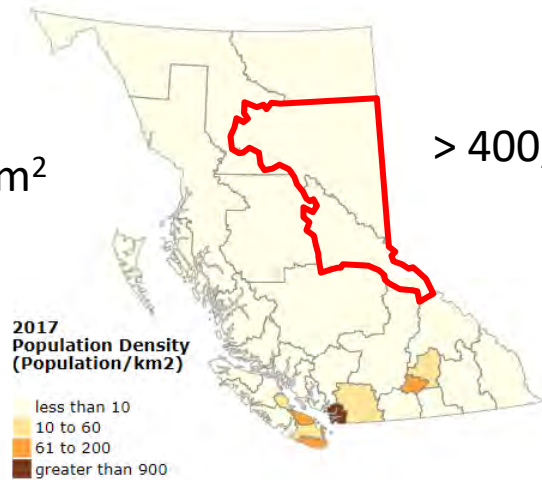 m²
> 400,
2017
Population Density
(Population/km2)
less than 10
10 to 60
61 to 200
greater than 900